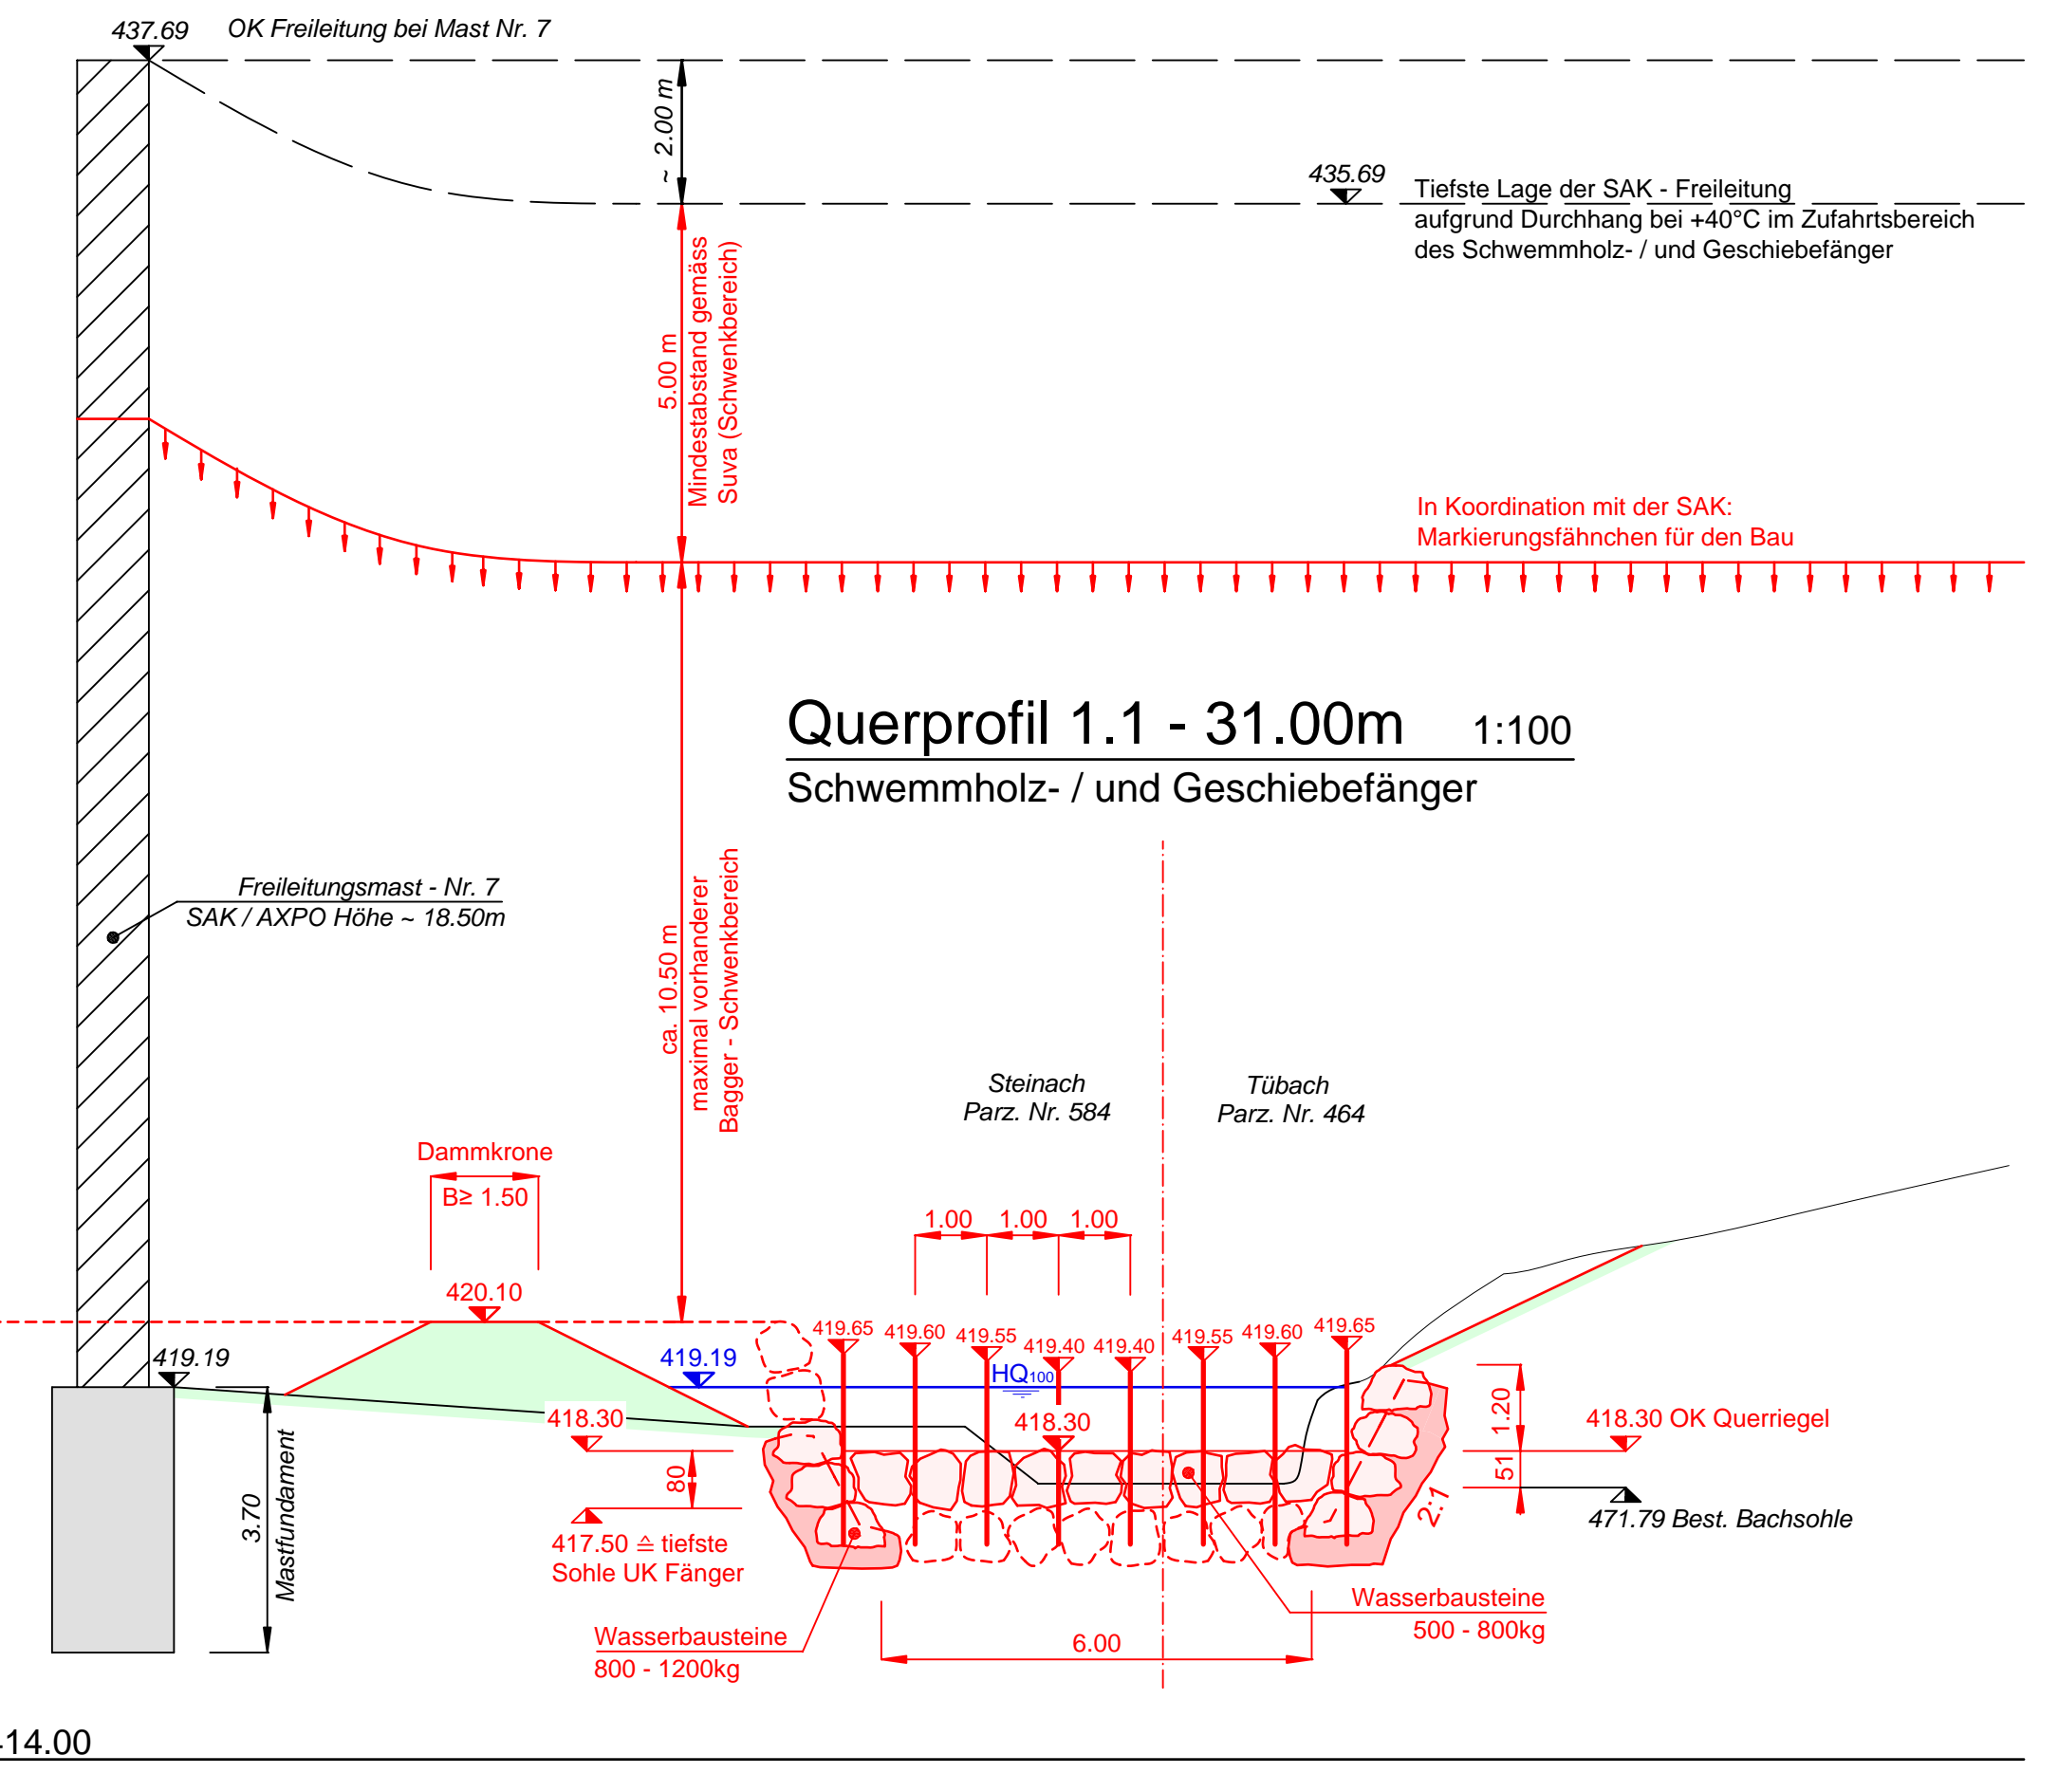 437.69
OK Freileitung bei Mast Nr. 7
~ 2.00 m
435.69
Tiefste Lage der SAK - Freileitung
aufgrund Durchhang bei +40°C im Zufahrtsbereich
des Schwemmholz- / und Geschiebefänger
5.00 m
Mindestabstand gemäss
Suva (Schwenkbereich)
In Koordination mit der SAK:
Markierungsfähnchen für den Bau
Querprofil 1.1 - 31.00m 1:100
Schwemmholz- / und Geschiebefänger
Freileitungsmast - Nr. 7
SAK / AXPO Höhe ~ 18.50m
ca. 10.50 m
maximal vorhanderer
Bagger - Schwenkbereich
Steinach
Parz. Nr. 584
Tübach
Parz. Nr. 464
Dammkrone
B≥ 1.50
1.00 1.00 1.00
420.10
419.65 419.60 419.55 419.40 419.40 419.55 419.60 419.65
419.19
419.19
HQ100
418.30
418.30
80
417.50 ≙ tiefste
Sohle UK Fänger
3.70
Mastfundament
1.20
51
2:1
418.30 OK Querriegel
471.79 Best. Bachsohle
Wasserbausteine
800 - 1200kg
6.00
Wasserbausteine
500 - 800kg
14.00